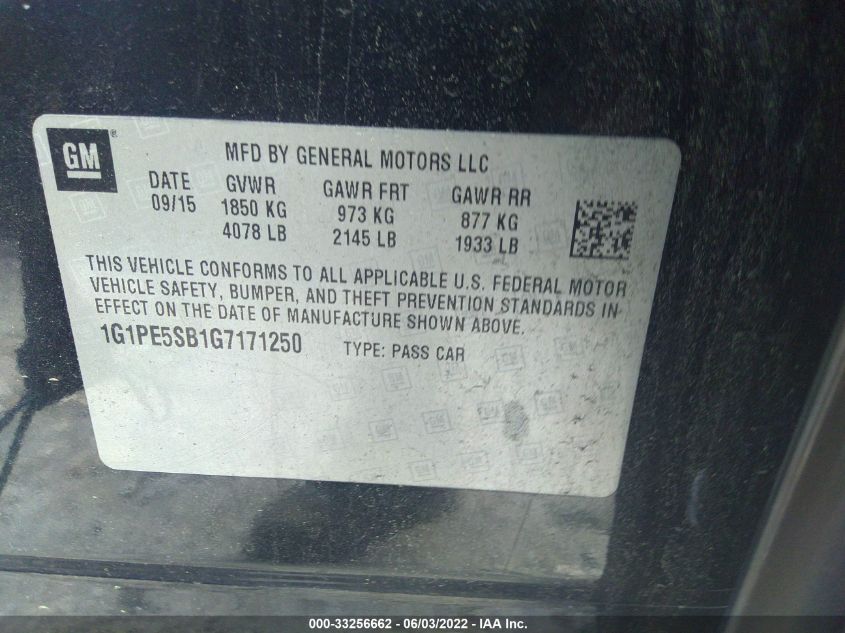 GM ®
MFD BY GENERAL MOTORS LLC
DATE GVWR GAWR FRT GAWR RR
09/15 1850 KG 973 KG 877 KG
4078 LB 2145 LB 1933 LB
THIS VEHICLE CONFORMS TO ALL APPLICABLE U.S. FEDERAL MOTOR
VEHICLE SAFETY, BUMPER, AND THEFT PREVENTION STANDARDS IN
EFFECT ON THE DATE OF MANUFACTURE SHOWN ABOVE.
1G1PE5SB1G7171250 TYPE: PASS CAR
000-33256662 - 06/03/2022 - IAA Inc.